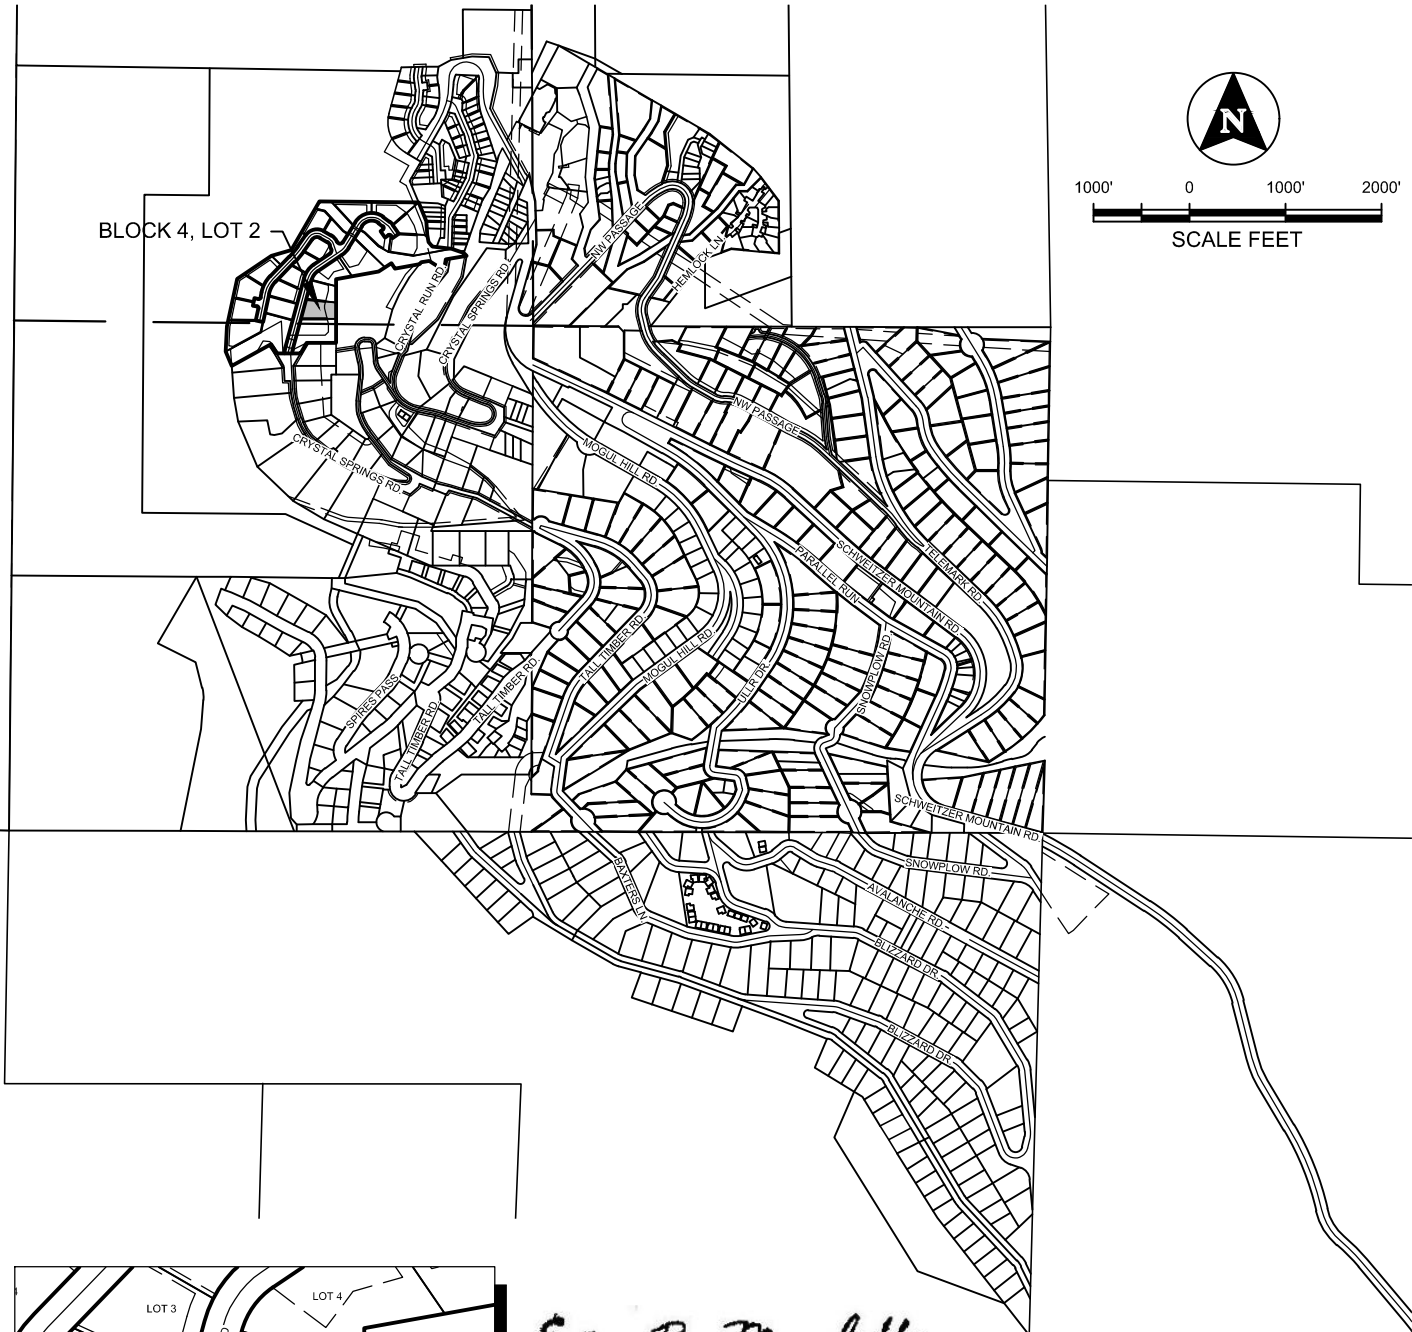 N
1000' 0 1000' 2000'
SCALE FEET
BLOCK 4, LOT 2
NW PASSAGE
HEMLOCK LN
CRYSTAL RUN RD.
CRYSTAL SPRINGS RD.
NW PASSAGE
MOGUL HILL RD.
CRYSTAL SPRINGS RD.
TELEMARK RD.
SCHWEITZER MOUNTAIN RD.
PARALLEL RUN
TALL TIMBER RD.
MOGUL HILL RD.
SNOWPLOW RD.
ULLR DR.
SPIRES PASS
TALL TIMBER RD.
TALL TIMBER RD.
SCHWEITZER MOUNTAIN RD.
SNOWPLOW RD.
BAXTERS LN.
AVALANCHE RD.
BLIZZARD DR.
BLIZZARD DR.
LOT 3
LOT 4